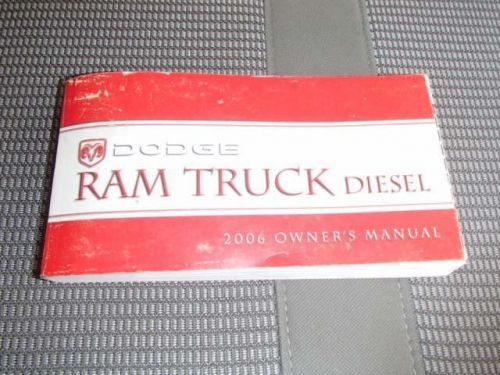 DODGE
RAM TRUCK DIESEL
2006 OWNER'S MANUAL